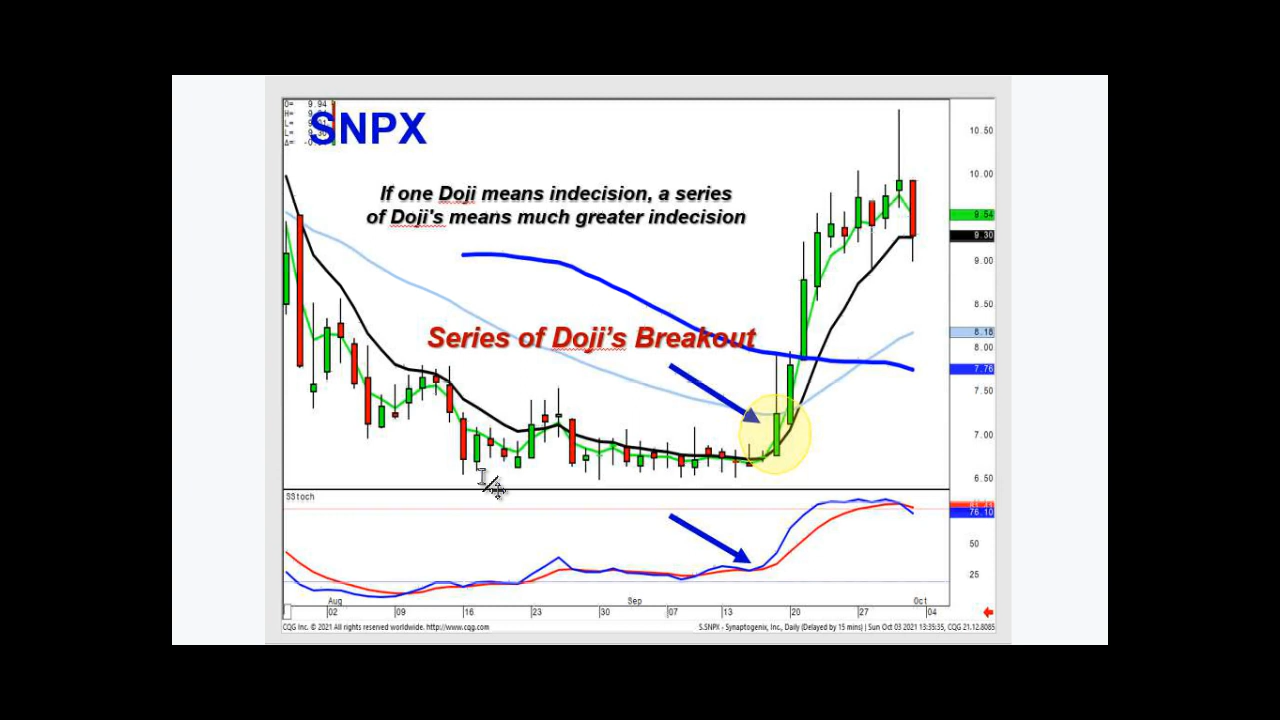 O= 9.94
H=
L=
L=
Δ=
SNPX
If one Doji means indecision, a series
of Doji's means much greater indecision
Series of Doji's Breakout
10.50
10.00
9.54
9.30
9.00
8.50
8.18
8.00
7.76
7.50
7.00
6.50
SStoch
76.10
50
25
Aug Sep Oct
02 09 16 23 30 07 13 20 27 04
CQG Inc. © 2021 All rights reserved worldwide. http://www.cqg.com
S.SNPX - Synaptogenix, Inc., Daily (Delayed by 15 mins) | Sun Oct 03 2021 13:35:35, CQG 21.12.8085